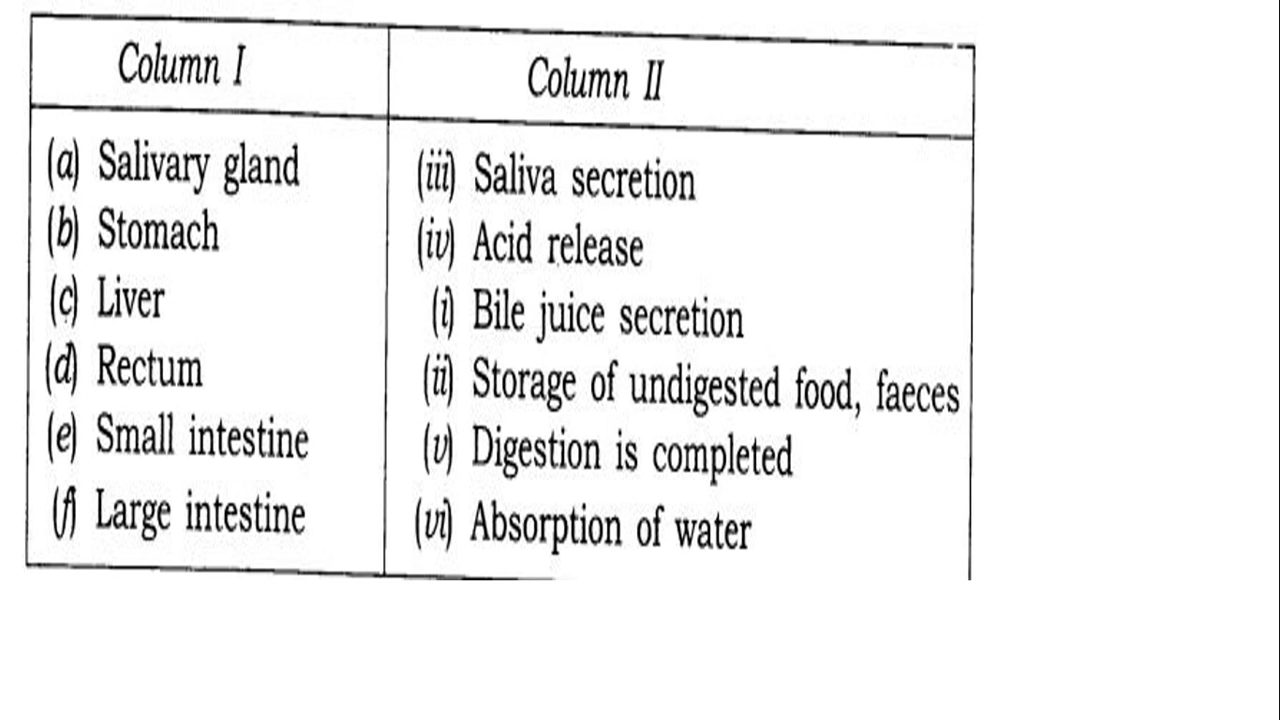 Column I Column II
(a) Salivary gland (iii) Saliva secretion
(b) Stomach (iv) Acid release
(c) Liver (i) Bile juice secretion
(d) Rectum (ii) Storage of undigested food, faeces
(e) Small intestine (v) Digestion is completed
(f) Large intestine (vi) Absorption of water